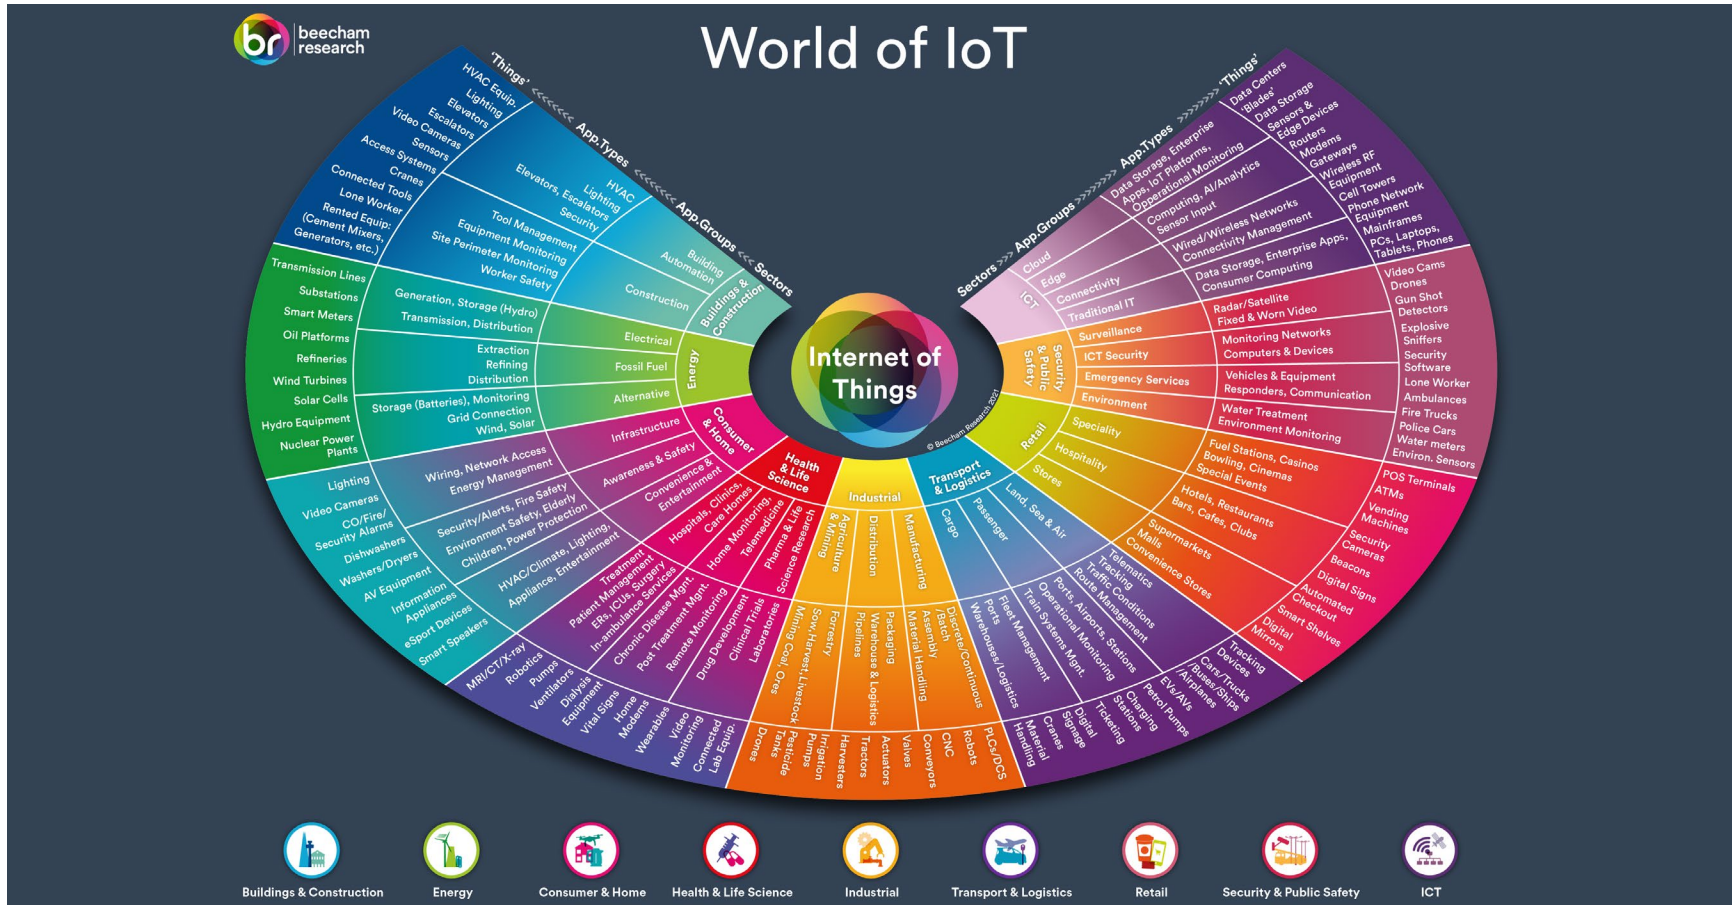 br
beecham
research
World of IoT
'Things'
App.Types
App.Groups
Sectors
Sectors
App.Groups
App.Types
'Things'
Internet of
Things
© Beecham Research 2021
Buildings &
Construction
Building
Automation
Construction
HVAC
Lighting
Elevators, Escalators
Security
Tool Management
Equipment Monitoring
Site Perimeter Monitoring
Worker Safety
HVAC Equip.
Lighting
Elevators
Escalators
Video Cameras
Sensors
Access Systems
Cranes
Connected Tools
Lone Worker
Rented Equip:
(Cement Mixers,
Generators, etc.)
Energy
Electrical
Fossil Fuel
Alternative
Generation, Storage (Hydro)
Transmission, Distribution
Extraction
Refining
Distribution
Storage (Batteries), Monitoring
Grid Connection
Wind, Solar
Transmission Lines
Substations
Smart Meters
Oil Platforms
Refineries
Wind Turbines
Solar Cells
Hydro Equipment
Nuclear Power
Plants
Consumer
& Home
Infrastructure
Awareness & Safety
Convenience &
Entertainment
Wiring, Network Access
Energy Management
Security/Alerts, Fire Safety
Environment Safety, Elderly
Children, Power Protection
HVAC/Climate, Lighting,
Appliance, Entertainment
Lighting
Video Cameras
CO/Fire/
Security Alarms
Dishwashers
Washers/Dryers
AV Equipment
Information
Appliances
eSport Devices
Smart Speakers
Health
& Life
Science
Hospitals, Clinics,
Care Homes
Home Monitoring,
Telemedicine
Pharma & Life
Science Research
Treatment
Patient Management
ERs, ICUs, Surgery
In-ambulance Services
Chronic Disease Mgmt.
Post Treatment Mgnt.
Remote Monitoring
Drug Development
Clinical Trials
Laboratories
MRI/CT/X-ray
Robotics
Pumps
Ventilators
Dialysis
Equipment
Vital Signs
Home
Modems
Wearables
Video
Monitoring
Connected
Lab Equip.
Industrial
Agriculture
& Mining
Distribution
Manufacturing
Mining Coal, Ores
Sow,Harvest,Livestock
Forrestry
Pipelines
Warehouse & Logistics
Packaging
Material Handling
Assembly
/Batch
Discrete/Continuous
Drones
Tanks
Pesticide
Pumps
Irrigation
Harvesters
Tractors
Actuators
Valves
Conveyors
CNC
Robots
PLCs/DCS
Transport
& Logistics
Cargo
Passenger
Land, Sea & Air
Warehouses/Logistics
Ports
Fleet Management
Train Systems Mgnt.
Operational Monitoring
Ports, Airports, Stations
Route Management
Traffic Conditions
Tracking
Telematics
Material
Handling
Cranes
Digital
Signage
Ticketing
Charging
Stations
Petrol Pumps
EVs/AVs
Cars/Trucks
/Buses/Ships
/Airplanes
Tracking
Devices
Retail
Speciality
Hospitality
Stores
Fuel Stations, Casinos
Bowling, Cinemas
Special Events
Hotels, Restaurants
Bars, Cafes, Clubs
Supermarkets
Malls
Convenience Stores
POS Terminals
ATMs
Vending
Machines
Security
Cameras
Beacons
Digital Signs
Automated
Checkout
Smart Shelves
Digital
Mirrors
Security
& Public
Safety
Surveillance
ICT Security
Emergency Services
Environment
Radar/Satellite
Fixed & Worn Video
Monitoring Networks
Computers & Devices
Vehicles & Equipment
Responders, Communication
Water Treatment
Environment Monitoring
Video Cams
Drones
Gun Shot
Detectors
Explosive
Sniffers
Security
Software
Lone Worker
Ambulances
Fire Trucks
Police Cars
Water meters
Environ. Sensors
ICT
Cloud
Edge
Connectivity
Traditional IT
Data Storage, Enterprise
Apps, IoT Platforms,
Opperational Monitoring
Computing, AI/Analytics
Sensor Input
Wired/Wireless Networks
Connectivity Management
Data Storage, Enterprise Apps,
Consumer Computing
Data Centers
'Blades'
Data Storage
Sensors &
Edge Devices
Routers
Modems
Gateways
Wireless RF
Equipment
Cell Towers
Phone Network
Equipment
Mainframes
PCs, Laptops,
Tablets, Phones
Buildings & Construction
Energy
Consumer & Home
Health & Life Science
Industrial
Transport & Logistics
Retail
Security & Public Safety
ICT